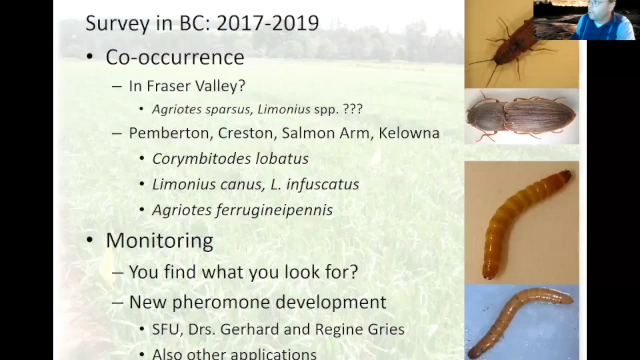 Survey in BC: 2017-2019
• Co-occurrence
– In Fraser Valley?
• Agriotes sparsus, Limonius spp. ???
– Pemberton, Creston, Salmon Arm, Kelowna
• Corymbitodes lobatus
• Limonius canus, L. infuscatus
• Agriotes ferrugineipennis
• Monitoring
– You find what you look for?
– New pheromone development
• SFU, Drs. Gerhard and Regine Gries
• Also other applications